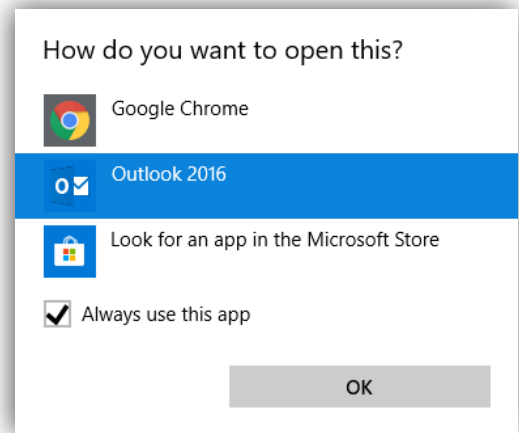 How do you want to open this?
Google Chrome
Outlook 2016
Look for an app in the Microsoft Store
Always use this app
OK